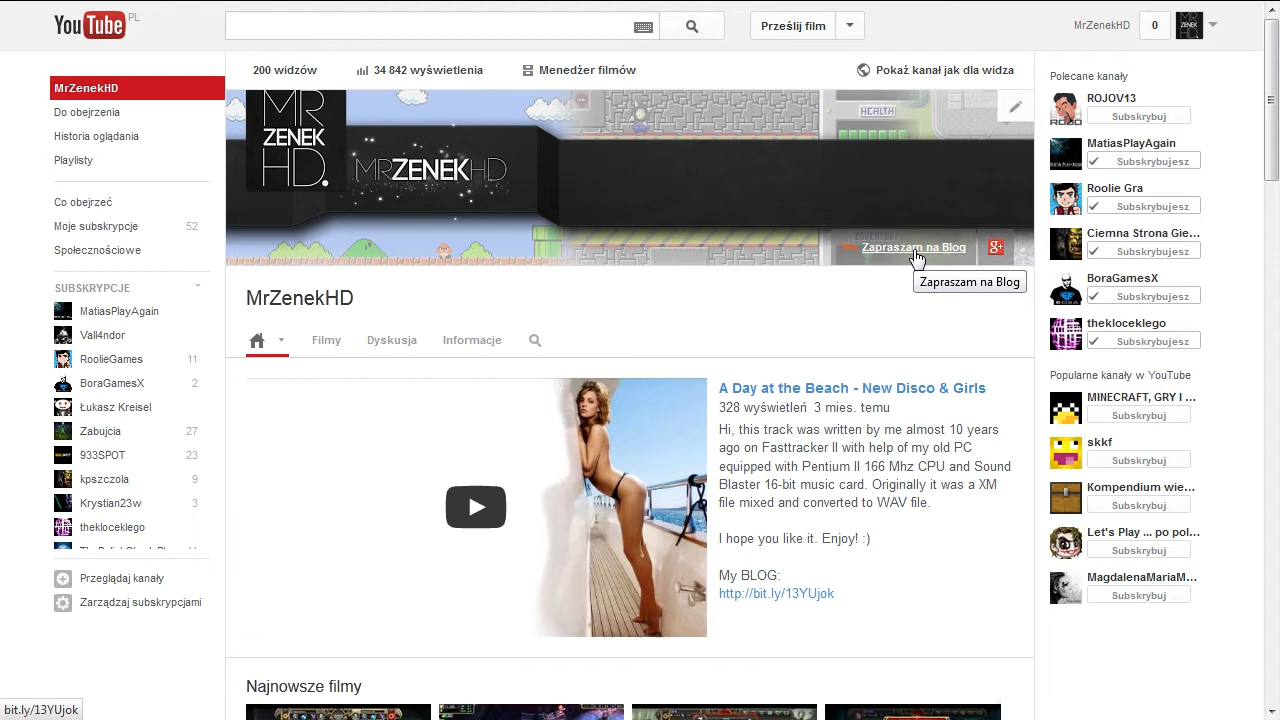 YouTube PL
Prześlij film
MrZenekHD
0
MR
ZENEK
HD.
MrZenekHD
Do obejrzenia
Historia oglądania
Playlisty
Co obejrzeć
Moje subskrypcje 52
Społecznościowe
SUBSKRYPCJE
MatiasPlayAgain
Vall4ndor
RoolieGames 11
BoraGamesX 2
Łukasz Kreisel
Zabujcia 27
933SPOT 23
kpszczola 9
Krystian23w 3
thekloceklego
Przeglądaj kanały
Zarządzaj subskrypcjami
200 widzów
34 842 wyświetlenia
Menedżer filmów
Pokaż kanał jak dla widza
MR
ZENEK
HD.
MRZENEKHD
HEALTH
Zapraszam na Blog
g+
Zapraszam na Blog
MrZenekHD
Filmy
Dyskusja
Informacje
A Day at the Beach - New Disco & Girls
328 wyświetleń 3 mies. temu
Hi, this track was written by me almost 10 years
ago on Fasttracker II with help of my old PC
equipped with Pentium II 166 Mhz CPU and Sound
Blaster 16-bit music card. Originally it was a XM
file mixed and converted to WAV file.
I hope you like it. Enjoy! :)
My BLOG:
http://bit.ly/13YUjok
Najnowsze filmy
Polecane kanały
ROJOV13
Subskrybuj
MatiasPlayAgain
Subskrybujesz
Roolie Gra
Subskrybujesz
Ciemna Strona Gie...
Subskrybujesz
BoraGamesX
Subskrybujesz
thekloceklego
Subskrybujesz
Popularne kanały w YouTube
MINECRAFT, GRY I ...
Subskrybuj
skkf
Subskrybuj
Kompendium wie...
Subskrybuj
Let's Play ... po pol...
Subskrybuj
MagdalenaMariaM...
Subskrybuj
bit.ly/13YUjok